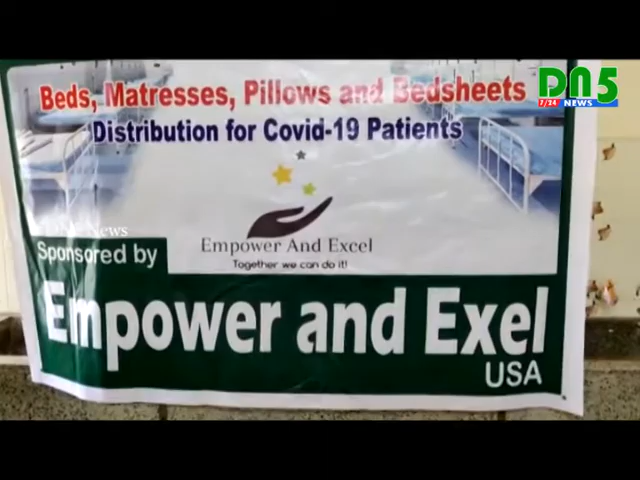 DN5
7/24 NEWS
Beds, Matresses, Pillows and Bedsheets
Distribution for Covid-19 Patients
News
Empower And Excel
Together we can do it!
Sponsored by
Empower and Exel
USA